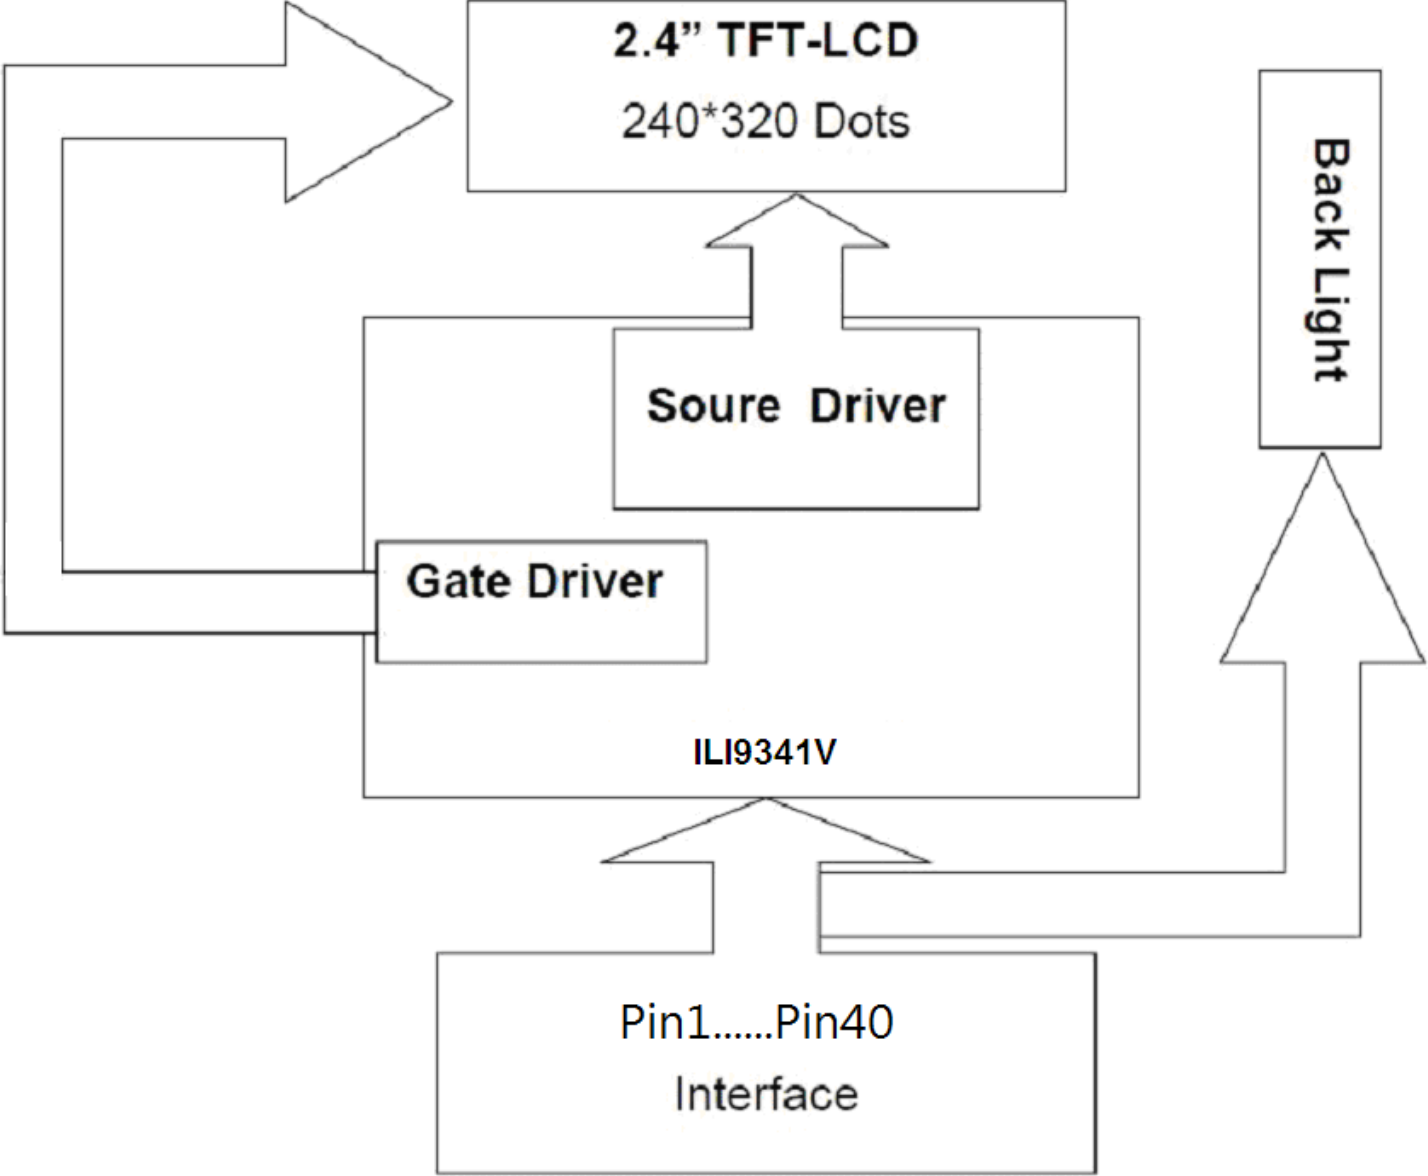 2.4” TFT-LCD
240*320 Dots
Back Light
Soure Driver
Gate Driver
ILI9341V
Pin1......Pin40
Interface